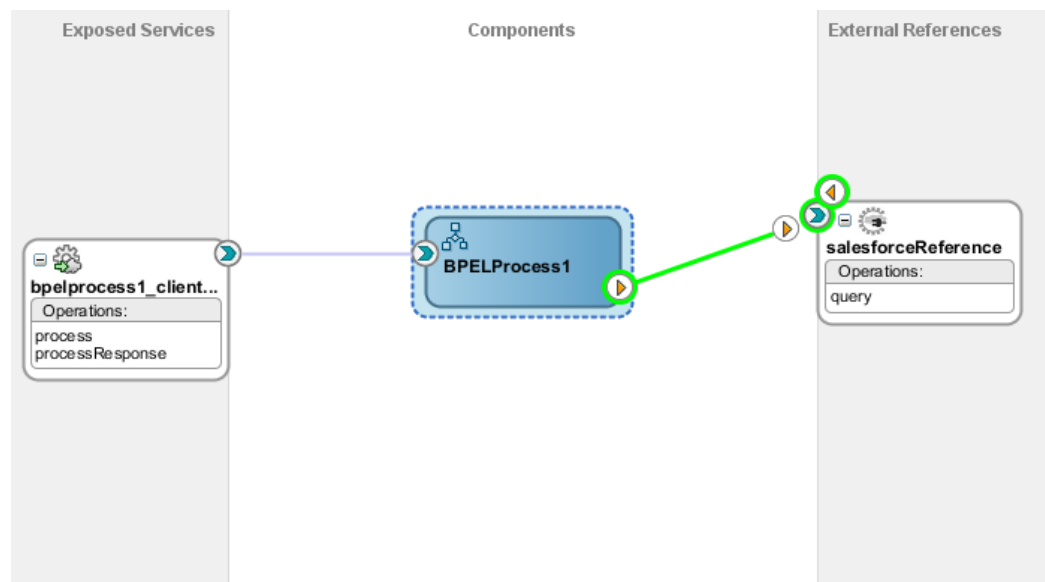 Exposed Services
Components
External References
bpelprocess1_client...
Operations:
process
processResponse
BPELProcess1
salesforceReference
Operations:
query